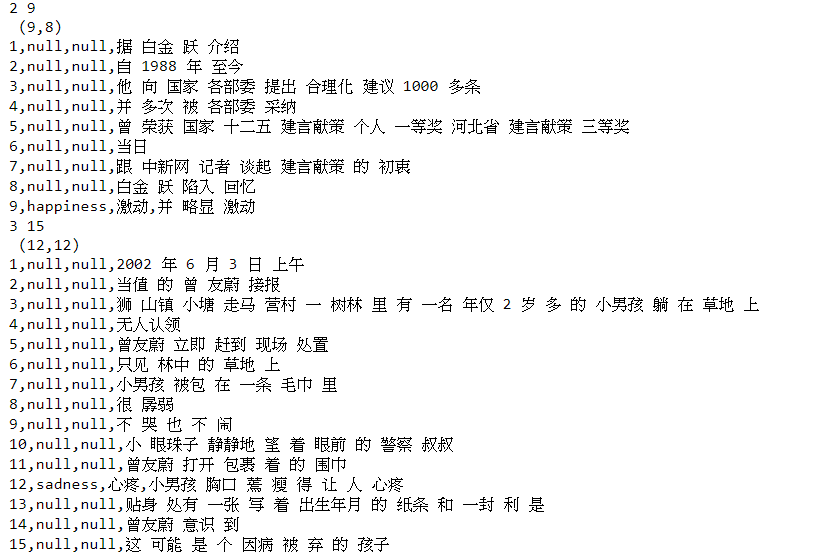 2 9
(9,8)
1,null,null,据 白金 跃 介绍
2,null,null,自 1988 年 至今
3,null,null,他 向 国家 各部委 提出 合理化 建议 1000 多条
4,null,null,并 多次 被 各部委 采纳
5,null,null,曾 荣获 国家 十二五 建言献策 个人 一等奖 河北省 建言献策 三等奖
6,null,null,当日
7,null,null,跟 中新网 记者 谈起 建言献策 的 初衷
8,null,null,白金 跃 陷入 回忆
9,happiness,激动,并 略显 激动
3 15
(12,12)
1,null,null,2002 年 6 月 3 日 上午
2,null,null,当值 的 曾 友蔚 接报
3,null,null,狮 山镇 小塘 走马 营村 一 树林 里 有 一名 年仅 2 岁 多 的 小男孩 躺 在 草地 上
4,null,null,无人认领
5,null,null,曾友蔚 立即 赶到 现场 处置
6,null,null,只见 林中 的 草地 上
7,null,null,小男孩 被包 在 一条 毛巾 里
8,null,null,很 孱弱
9,null,null,不 哭 也 不 闹
10,null,null,小 眼珠子 静静地 望 着 眼前 的 警察 叔叔
11,null,null,曾友蔚 打开 包裹 着 的 围巾
12,sadness,心疼,小男孩 胸口 羸 瘦 得 让 人 心疼
13,null,null,贴身 处有 一张 写 着 出生年月 的 纸条 和 一封 利 是
14,null,null,曾友蔚 意识 到
15,null,null,这 可能 是 个 因病 被 弃 的 孩子